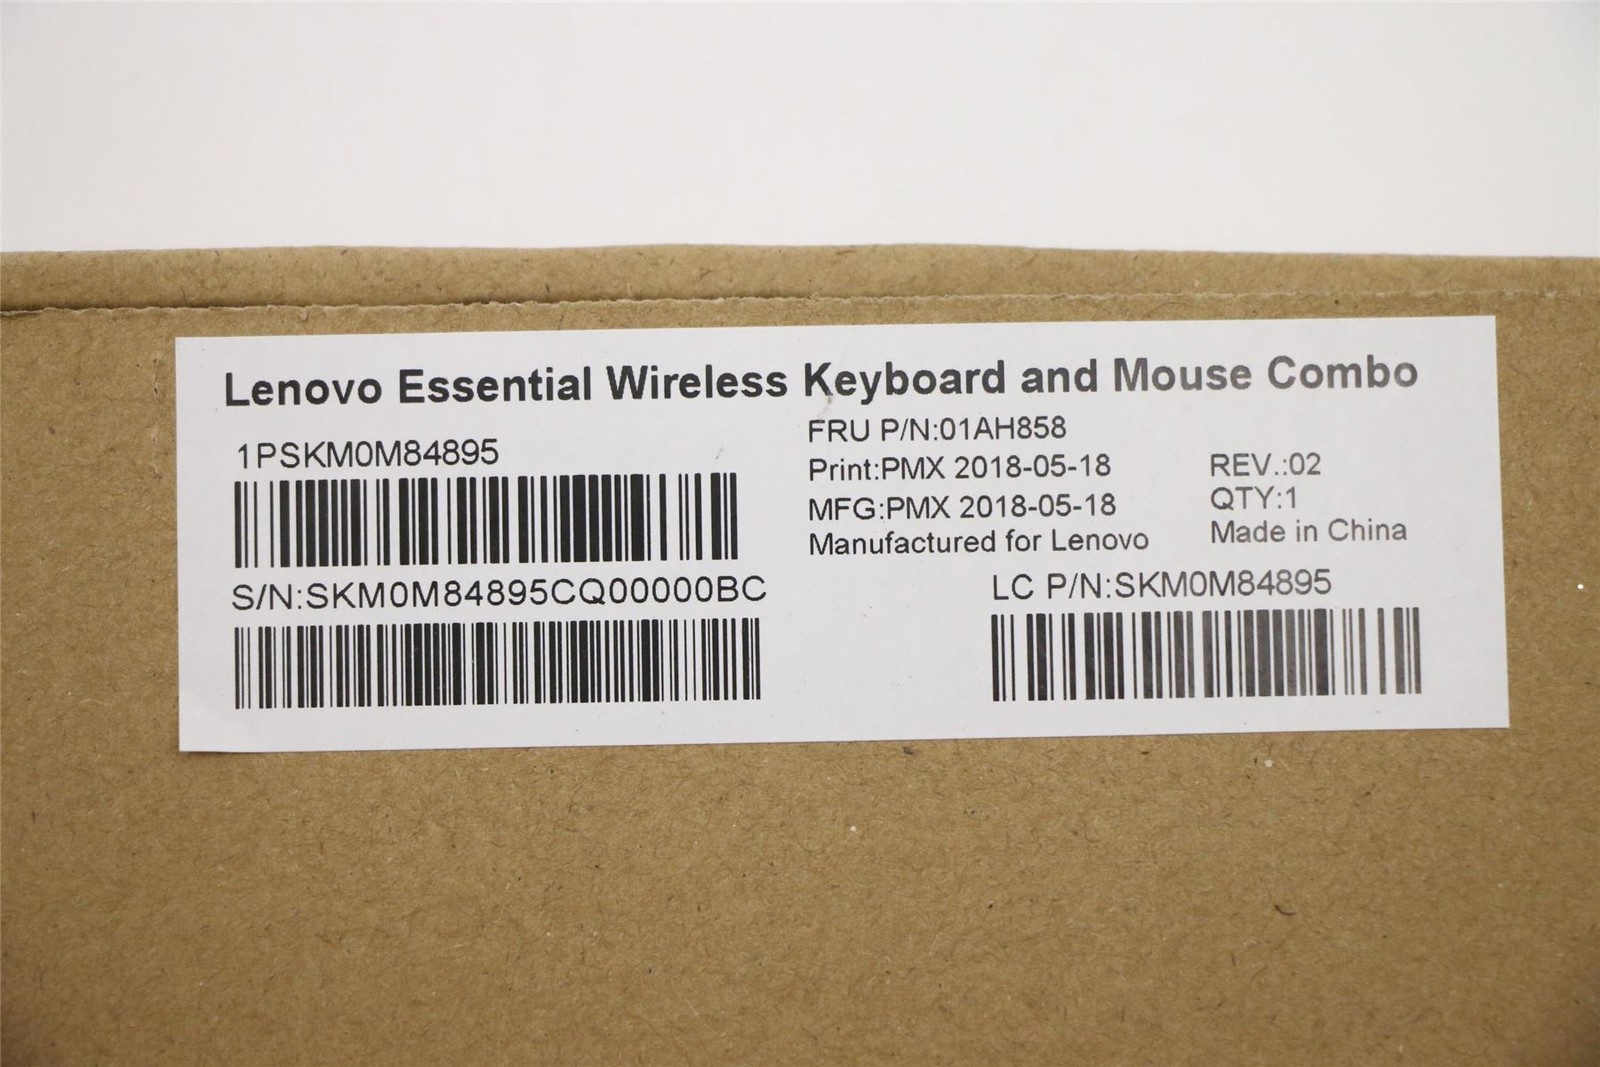 Lenovo Essential Wireless Keyboard and Mouse Combo
1PSKM0M84895
S/N:SKM0M84895CQ00000BC
FRU P/N:01AH858
Print:PMX 2018-05-18
MFG:PMX 2018-05-18
Manufactured for Lenovo
REV.:02
QTY:1
Made in China
LC P/N:SKM0M84895